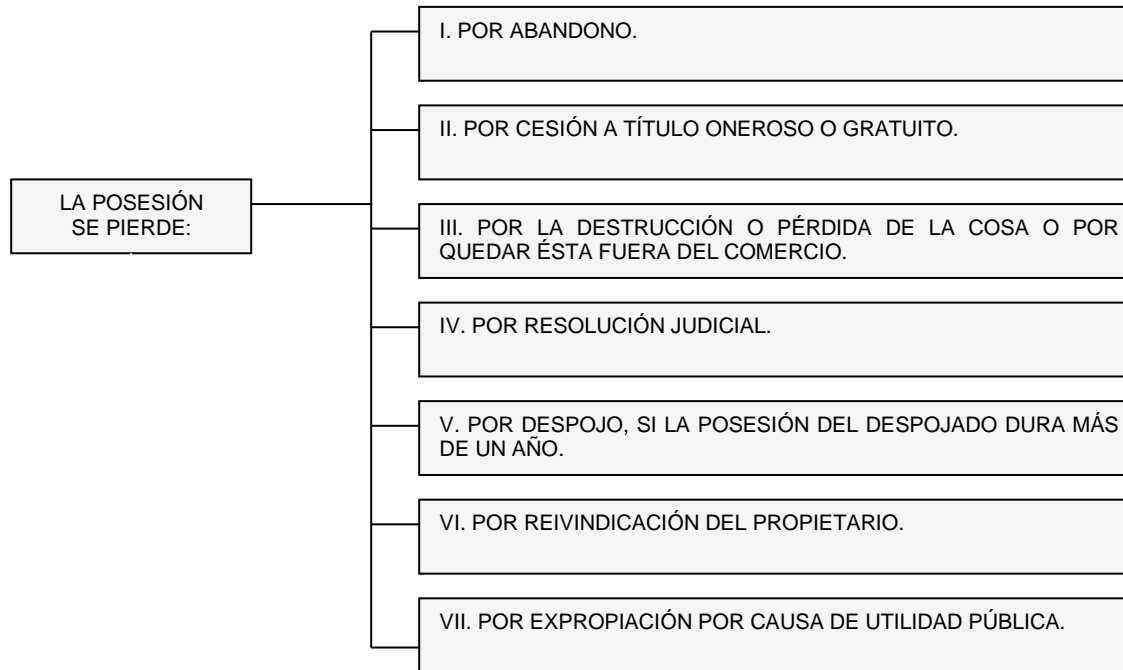 I. POR ABANDONO.
II. POR CESIÓN A TÍTULO ONEROSO O GRATUITO.
LA POSESIÓN
SE PIERDE:
III. POR LA DESTRUCCIÓN O PÉRDIDA DE LA COSA O POR
QUEDAR ÉSTA FUERA DEL COMERCIO.
IV. POR RESOLUCIÓN JUDICIAL.
V. POR DESPOJO, SI LA POSESIÓN DEL DESPOJADO DURA MÁS
DE UN AÑO.
VI. POR REIVINDICACIÓN DEL PROPIETARIO.
VII. POR EXPROPIACIÓN POR CAUSA DE UTILIDAD PÚBLICA.